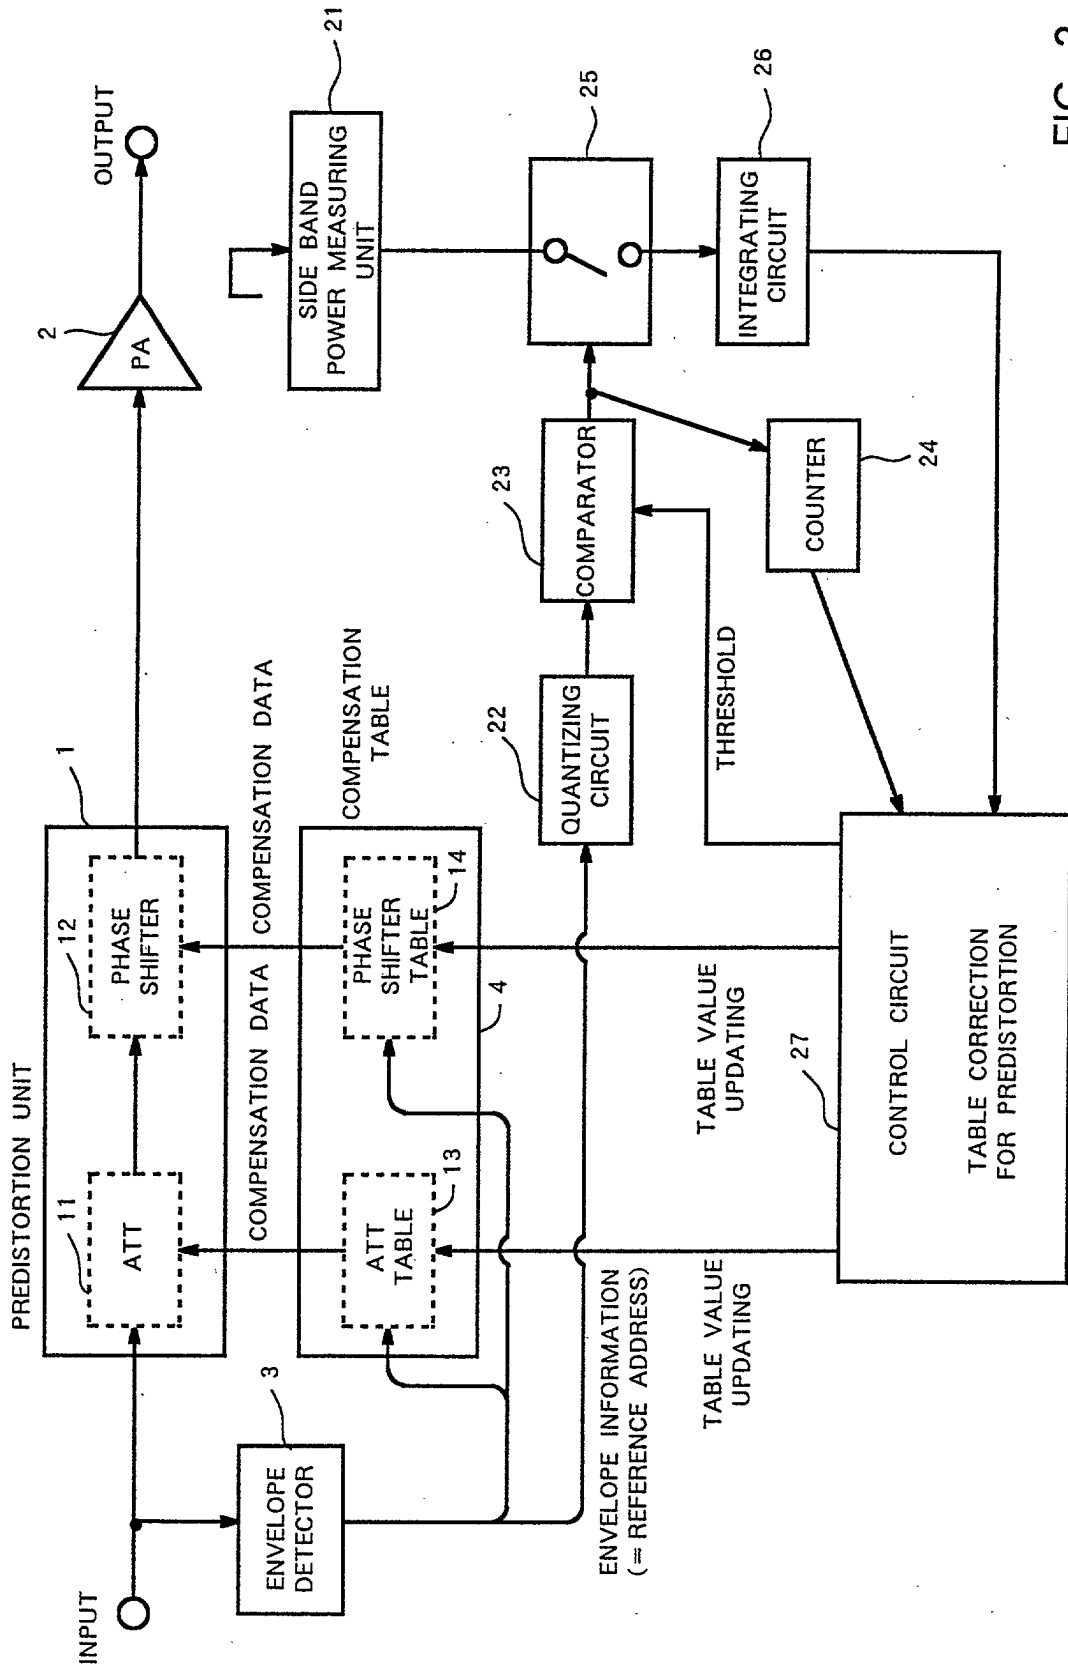 PREDISTORTION UNIT
1
INPUT
11
ATT
12
PHASE
SHIFTER
2
PA
OUTPUT
3
ENVELOPE
DETECTOR
COMPENSATION DATA
COMPENSATION DATA
COMPENSATION
TABLE
4
13
ATT
TABLE
14
PHASE
SHIFTER
TABLE
21
SIDE BAND
POWER MEASURING
UNIT
22
QUANTIZING
CIRCUIT
23
COMPARATOR
25
26
INTEGRATING
CIRCUIT
24
COUNTER
THRESHOLD
ENVELOPE INFORMATION
(= REFERENCE ADDRESS)
TABLE VALUE
UPDATING
TABLE VALUE
UPDATING
27
CONTROL CIRCUIT
TABLE CORRECTION
FOR PREDISTORTION